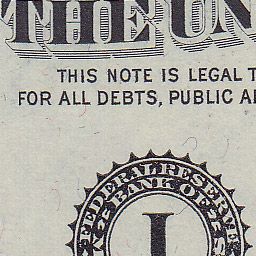 THE UN
THIS NOTE IS LEGAL T
FOR ALL DEBTS, PUBLIC A
FEDERAL RESERVE
BANK OF
I